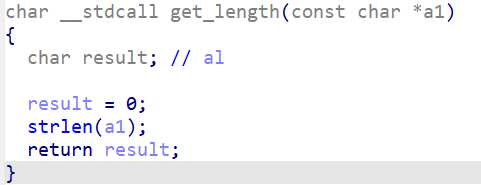 char __stdcall get_length(const char *a1)
{
char result; // al
result = 0;
strlen(a1);
return result;
}